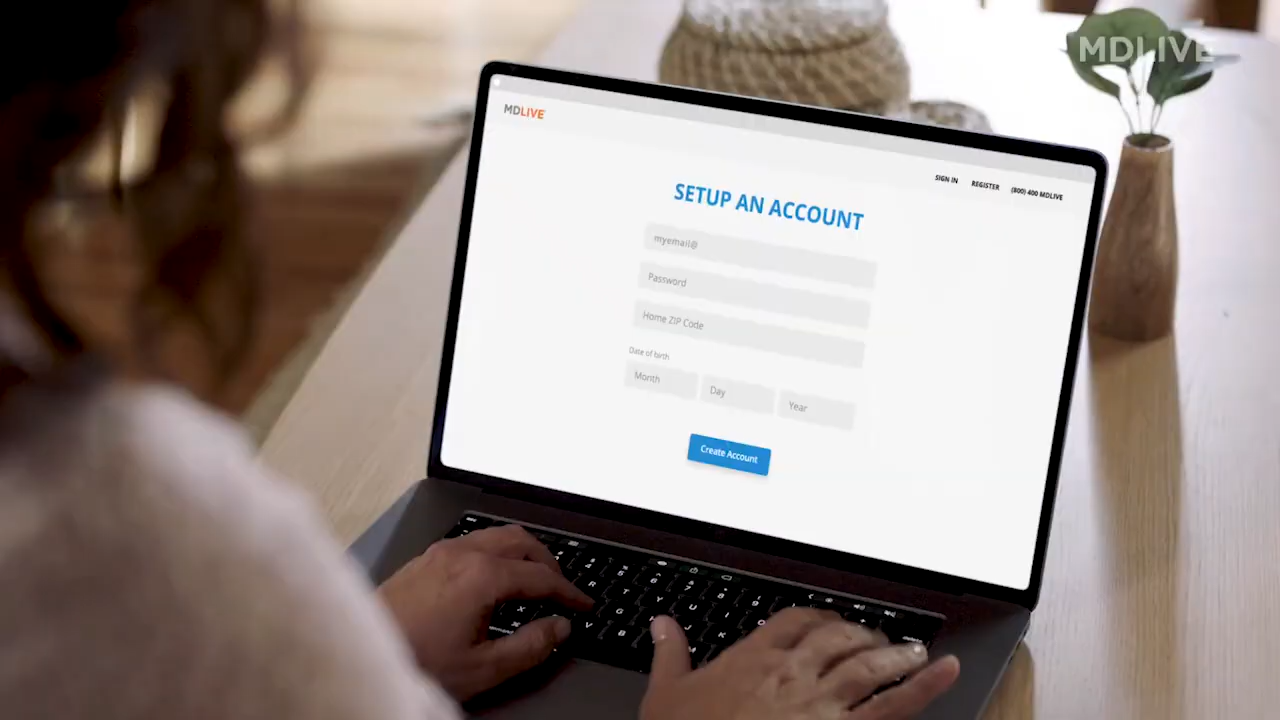 MDLIVE
MDLIVE
SIGN IN REGISTER (800) 400 MDLIVE
SETUP AN ACCOUNT
myemail@
Password
Home ZIP Code
Date of birth
Month Day Year
Create Account